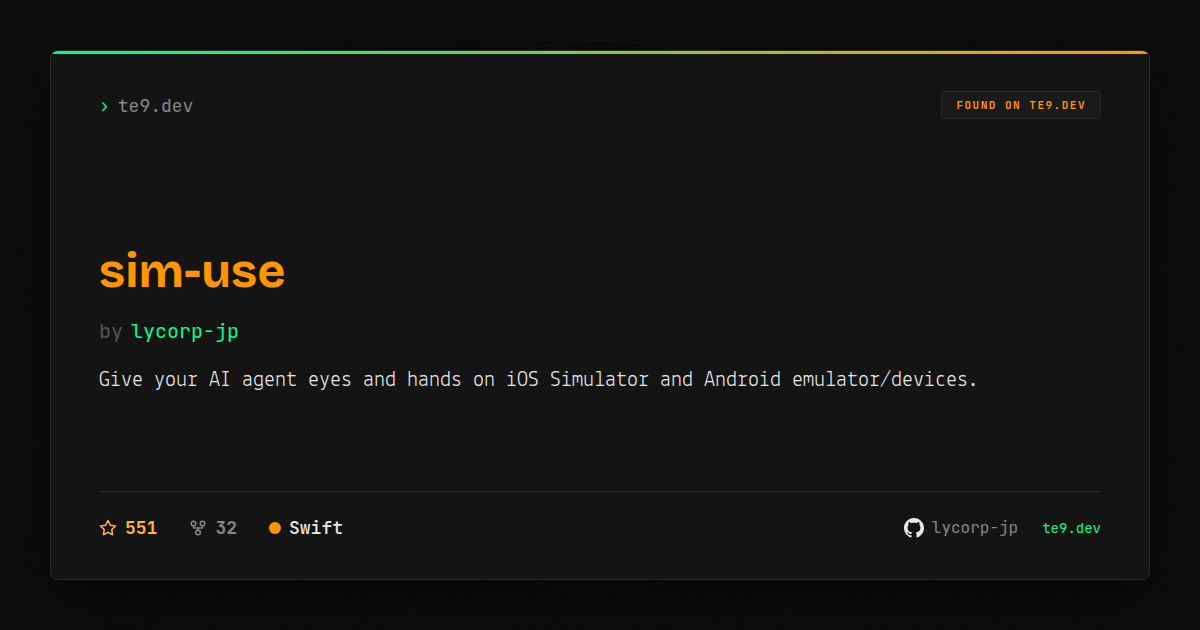 › te9.dev
FOUND ON TE9.DEV
sim-use
by lycorp-jp
Give your AI agent eyes and hands on iOS Simulator and Android emulator/devices.
551 32 Swift
lycorp-jp te9.dev